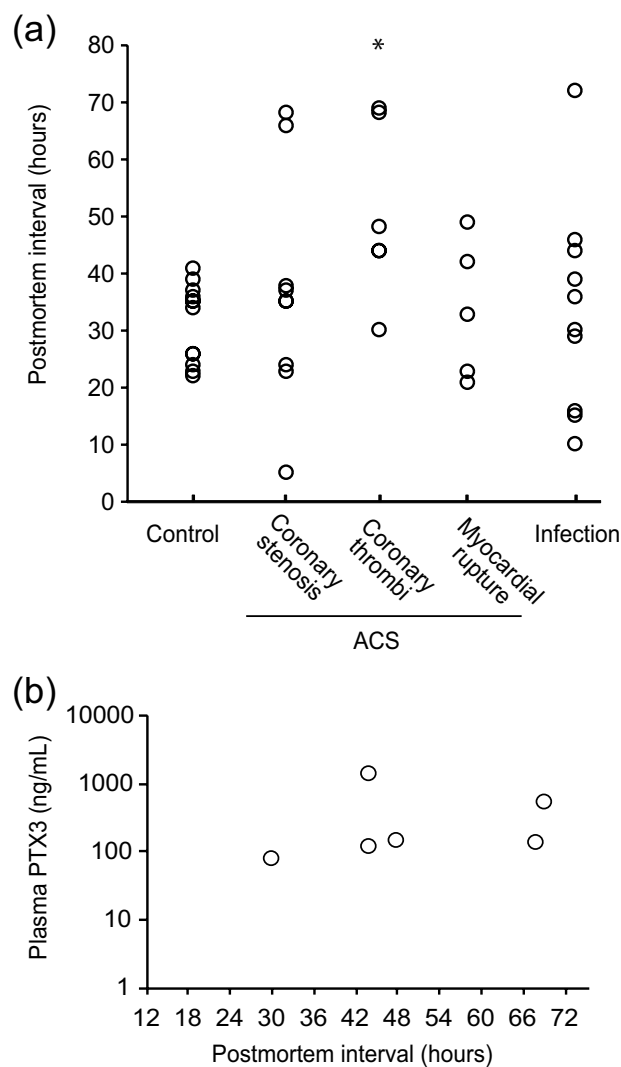 (a)
Postmortem interval (hours)
80
70
60
50
40
30
20
10
0
*
Control
Coronary
stenosis
Coronary
thrombi
Myocardial
rupture
Infection
ACS
(b)
Plasma PTX3 (ng/mL)
10000
1000
100
10
1
12 18 24 30 36 42 48 54 60 66 72
Postmortem interval (hours)